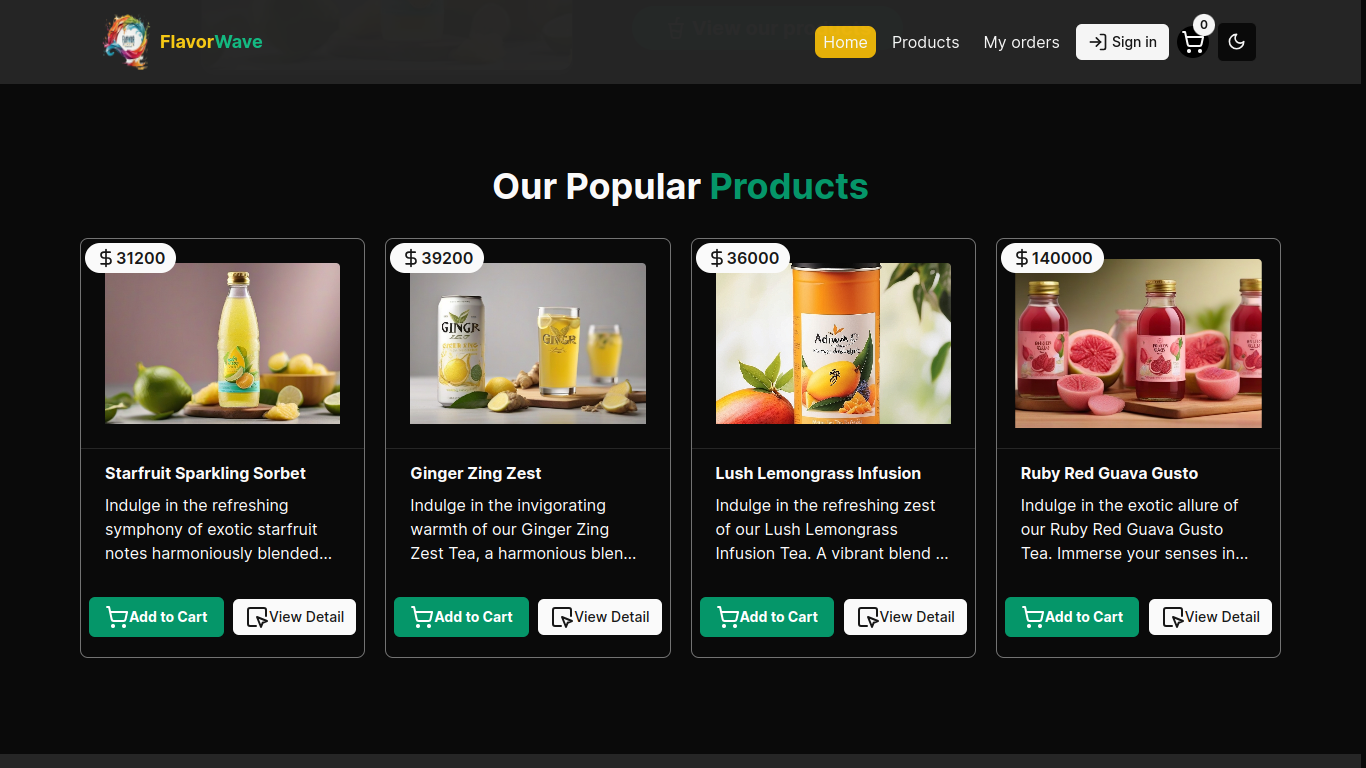 FlavorWave
Home
Products
My orders
Sign in
0
Our Popular Products
$31200
$39200
$36000
$140000
GINGR
GINGR
Starfruit Sparkling Sorbet
Indulge in the refreshing
symphony of exotic starfruit
notes harmoniously blended...
Add to Cart
View Detail
Ginger Zing Zest
Indulge in the invigorating
warmth of our Ginger Zing
Zest Tea, a harmonious blen...
Add to Cart
View Detail
Lush Lemongrass Infusion
Indulge in the refreshing zest
of our Lush Lemongrass
Infusion Tea. A vibrant blend ...
Add to Cart
View Detail
Ruby Red Guava Gusto
Indulge in the exotic allure of
our Ruby Red Guava Gusto
Tea. Immerse your senses in...
Add to Cart
View Detail